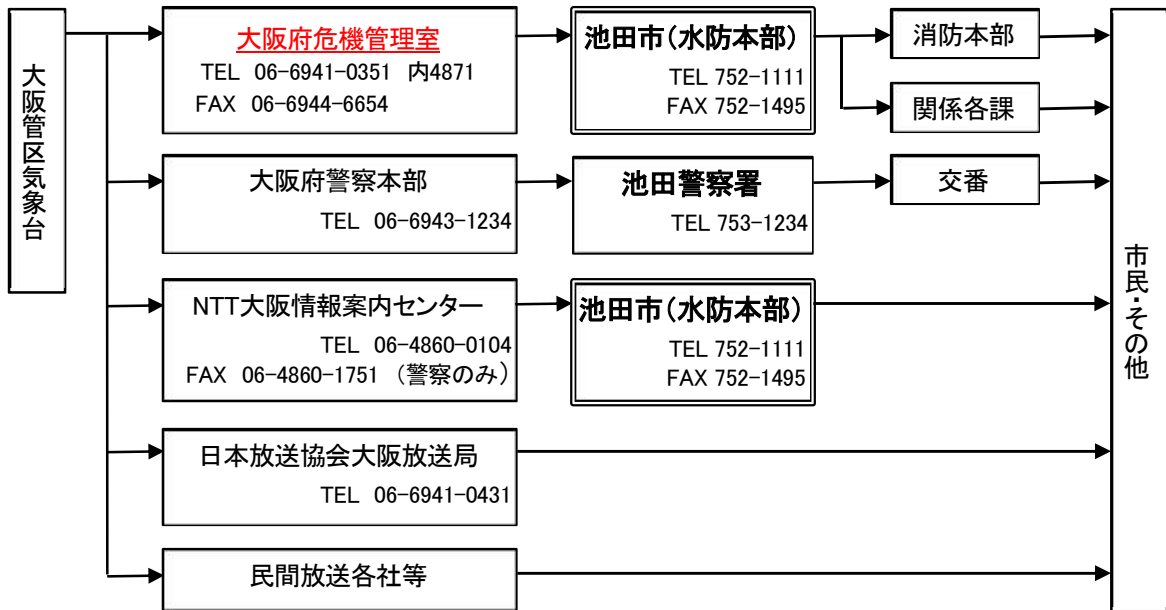 大阪管区気象台
大阪府危機管理室
TEL 06-6941-0351 内4871
FAX 06-6944-6654
池田市(水防本部)
TEL 752-1111
FAX 752-1495
消防本部
関係各課
大阪府警察本部
TEL 06-6943-1234
池田警察署
TEL 753-1234
交番
NTT大阪情報案内センター
TEL 06-4860-0104
FAX 06-4860-1751 (警察のみ)
池田市(水防本部)
TEL 752-1111
FAX 752-1495
日本放送協会大阪放送局
TEL 06-6941-0431
民間放送各社等
市民・その他